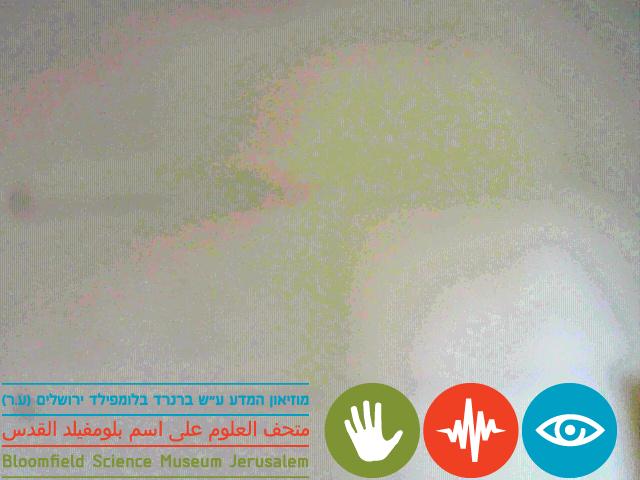 מוזיאון המדע ע״ש ברנרד בלומפילד ירושלים (ע.ר)
متحف العلوم على اسم بلومفيلد القدس
Bloomfield Science Museum Jerusalem